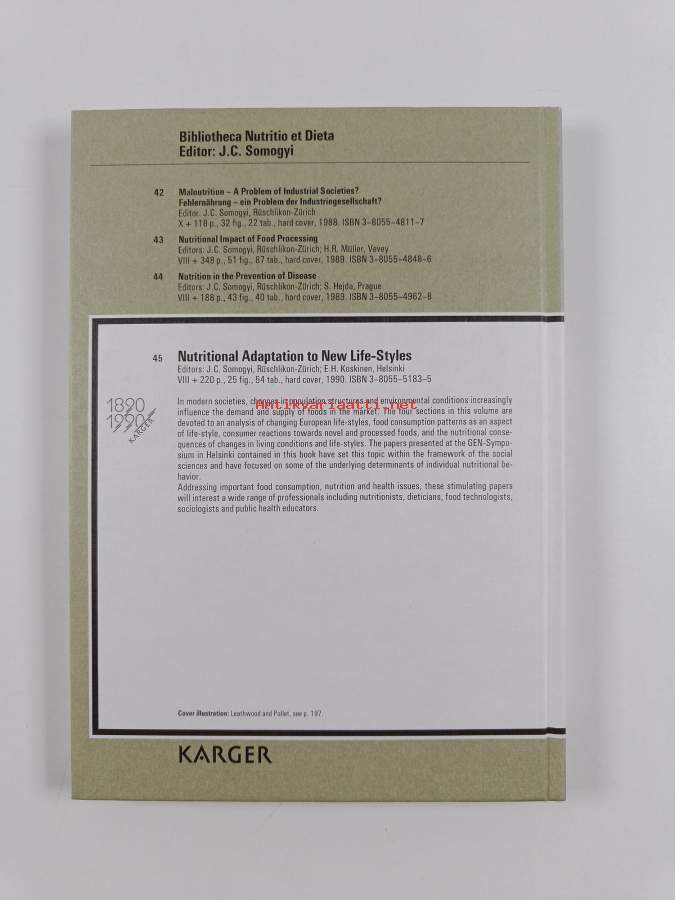 Bibliotheca Nutritio et Dieta
Editor: J.C. Somogyi
42 Malnutrition – A Problem of Industrial Societies?
Fehlernährung – ein Problem der Industriegesellschaft?
Editor: J.C. Somogyi, Rüschlikon-Zürich
X + 118 p., 32 fig., 22 tab., hard cover, 1988. ISBN 3–8055–4811–7
43 Nutritional Impact of Food Processing
Editors: J.C. Somogyi, Rüschlikon-Zürich; H.R. Müller, Vevey
VIII + 348 p., 51 fig., 87 tab., hard cover, 1989. ISBN 3–8055–4848–6
44 Nutrition in the Prevention of Disease
Editors: J.C. Somogyi, Rüschlikon-Zürich; S. Hejda, Prague
VIII + 188 p., 43 fig., 40 tab., hard cover, 1989. ISBN 3–8055–4962–8
45 Nutritional Adaptation to New Life-Styles
Editors: J.C. Somogyi, Rüschlikon-Zürich; E.H. Koskinen, Helsinki
VIII + 220 p., 25 fig., 54 tab., hard cover, 1990. ISBN 3–8055–5183–5
1890
1990
KARGER
In modern societies, changes in population structures and environmental conditions increasingly
Antikvariaatti.net
influence the demand and supply of foods in the market. The four sections in this volume are
devoted to an analysis of changing European life-styles, food consumption patterns as an aspect
of life-style, consumer reactions towards novel and processed foods, and the nutritional conse-
quences of changes in living conditions and life-styles. The papers presented at the GEN-Sympo-
sium in Helsinki contained in this book have set this topic within the framework of the social
sciences and have focused on some of the underlying determinants of individual nutritional be-
havior.
Addressing important food consumption, nutrition and health issues, these stimulating papers
will interest a wide range of professionals including nutritionists, dieticians, food technologists,
sociologists and public health educators.
Cover illustration: Leathwood and Pollet, see p. 197.
KARGER